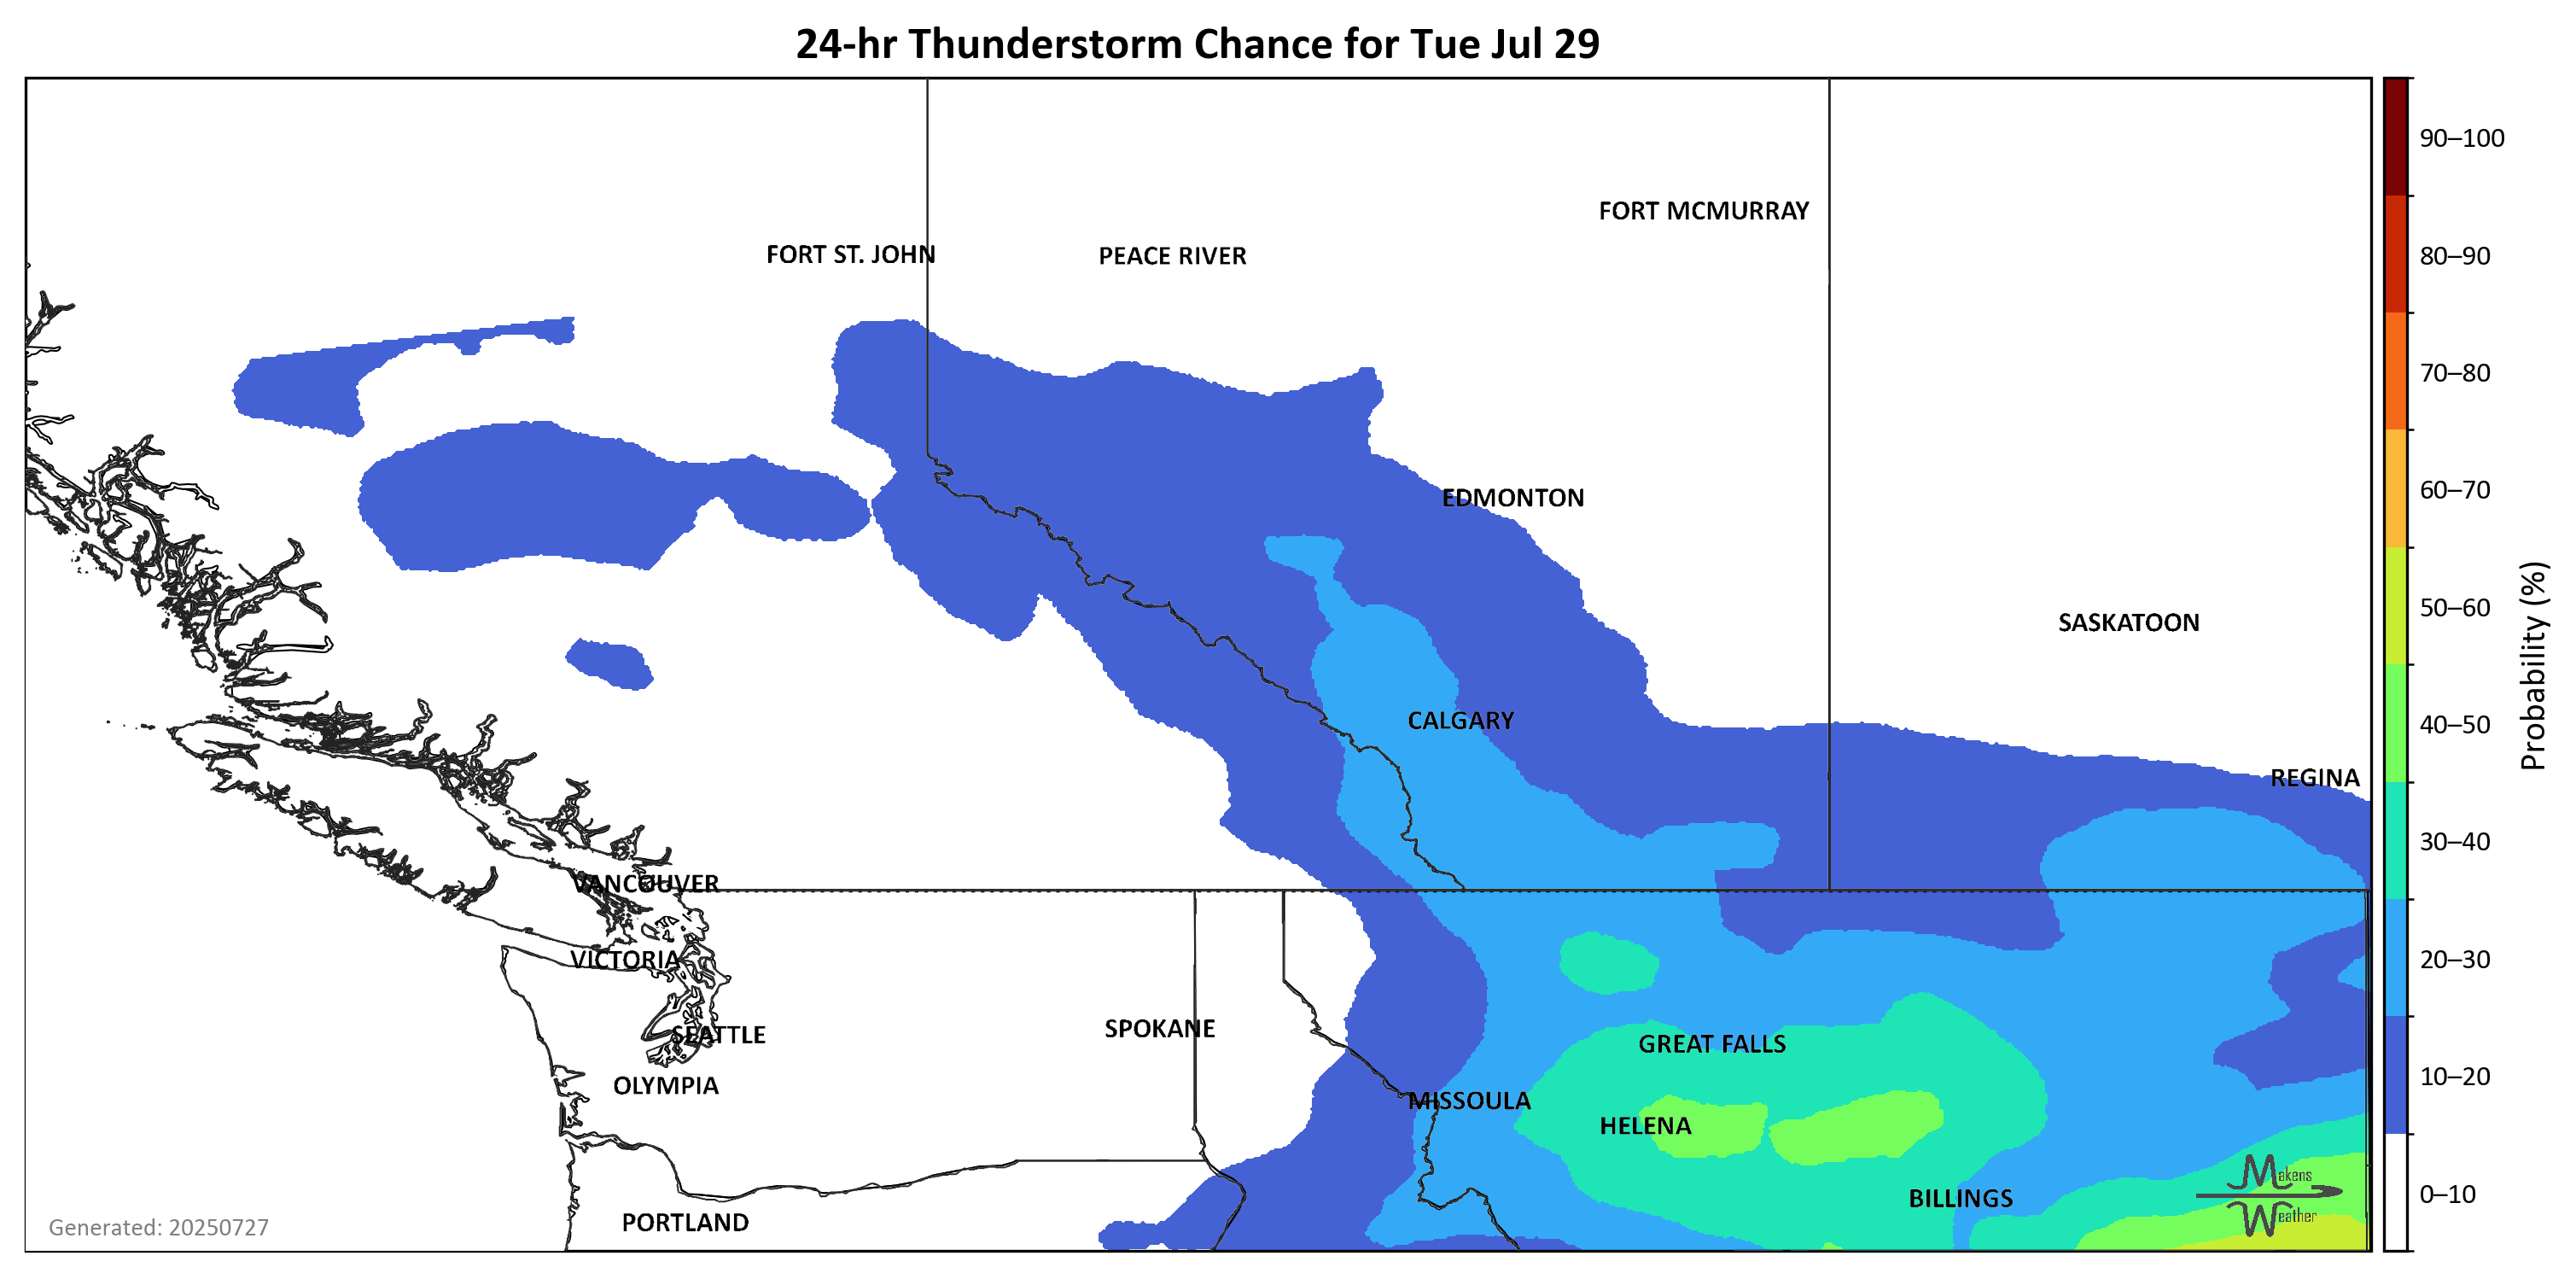 24-hr Thunderstorm Chance for Tue Jul 29
FORT MCMURRAY
FORT ST. JOHN
PEACE RIVER
EDMONTON
SASKATOON
CALGARY
REGINA
VANCOUVER
VICTORIA
SPOKANE
SEATTLE
GREAT FALLS
OLYMPIA
MISSOULA
HELENA
BILLINGS
PORTLAND
Makens
Weather
Generated: 20250727
90–100
80–90
70–80
60–70
50–60
40–50
30–40
20–30
10–20
0–10
Probability (%)